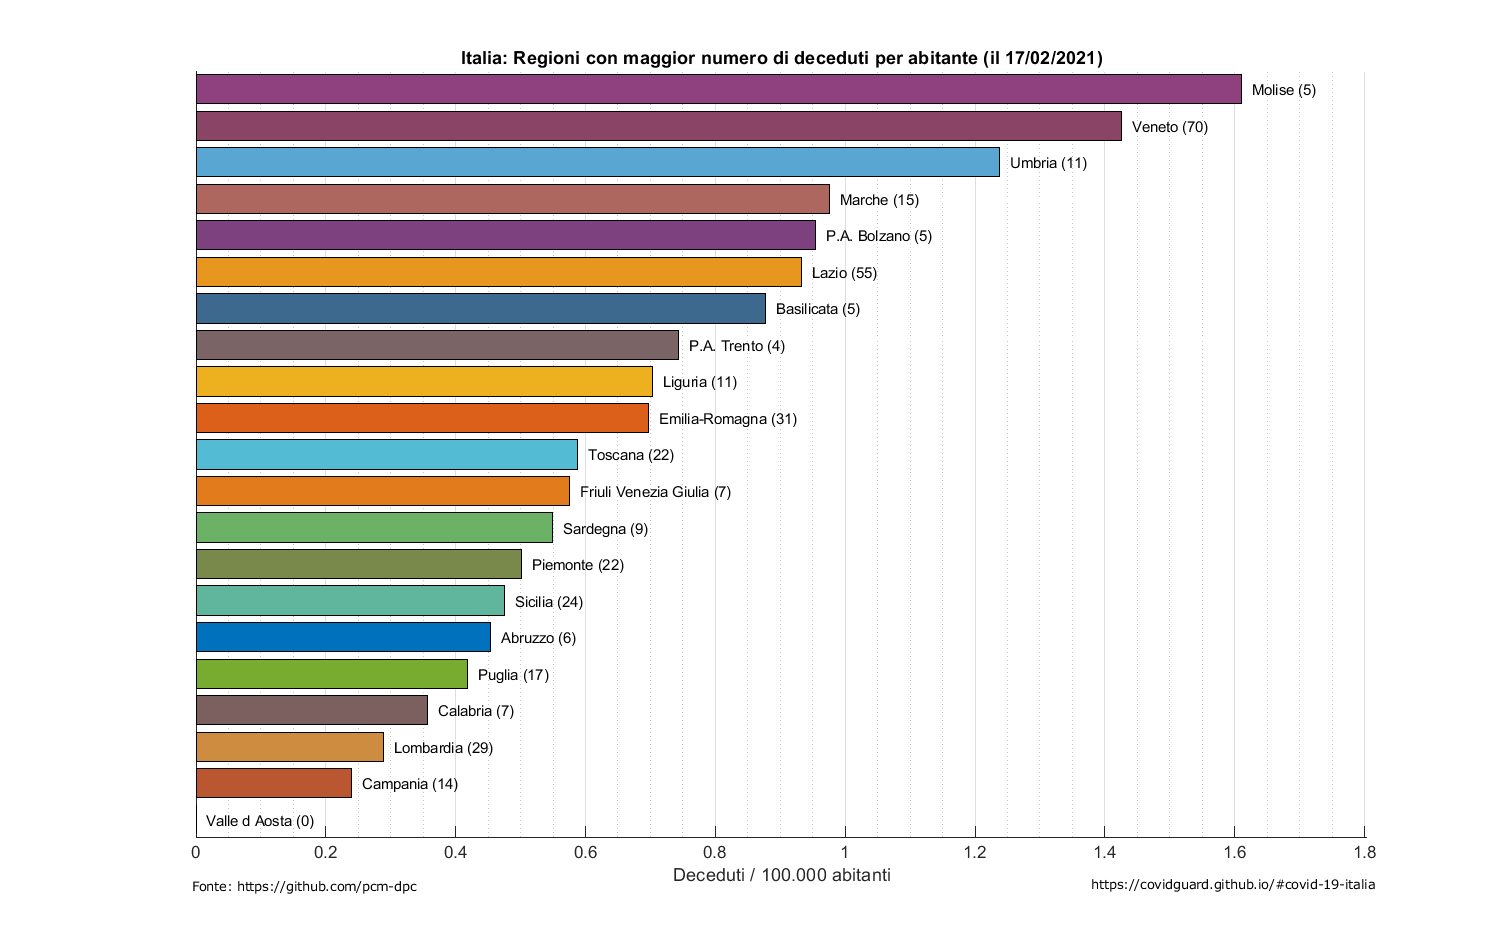 Italia: Regioni con maggior numero di deceduti per abitante (il 17/02/2021)
Molise (5)
Veneto (70)
Umbria (11)
Marche (15)
P.A. Bolzano (5)
Lazio (55)
Basilicata (5)
P.A. Trento (4)
Liguria (11)
Emilia-Romagna (31)
Toscana (22)
Friuli Venezia Giulia (7)
Sardegna (9)
Piemonte (22)
Sicilia (24)
Abruzzo (6)
Puglia (17)
Calabria (7)
Lombardia (29)
Campania (14)
Valle d Aosta (0)
0 0.2 0.4 0.6 0.8 1 1.2 1.4 1.6 1.8
Deceduti / 100.000 abitanti
Fonte: https://github.com/pcm-dpc
https://covidguard.github.io/#covid-19-italia